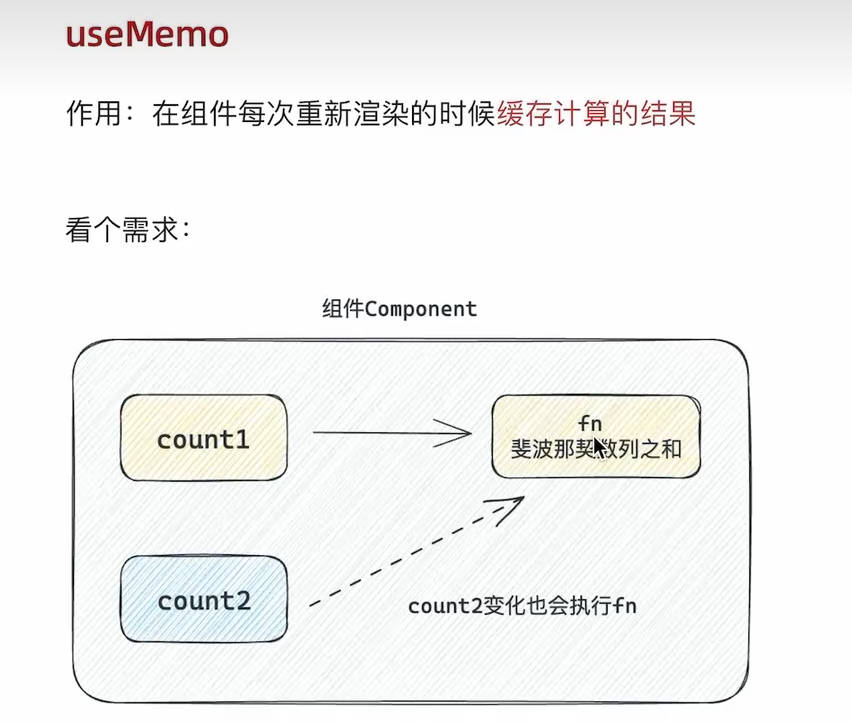 useMemo
作用：在组件每次重新渲染的时候缓存计算的结果
看个需求：
组件Component
count1
fn
斐波那契数列之和
count2
count2变化也会执行fn